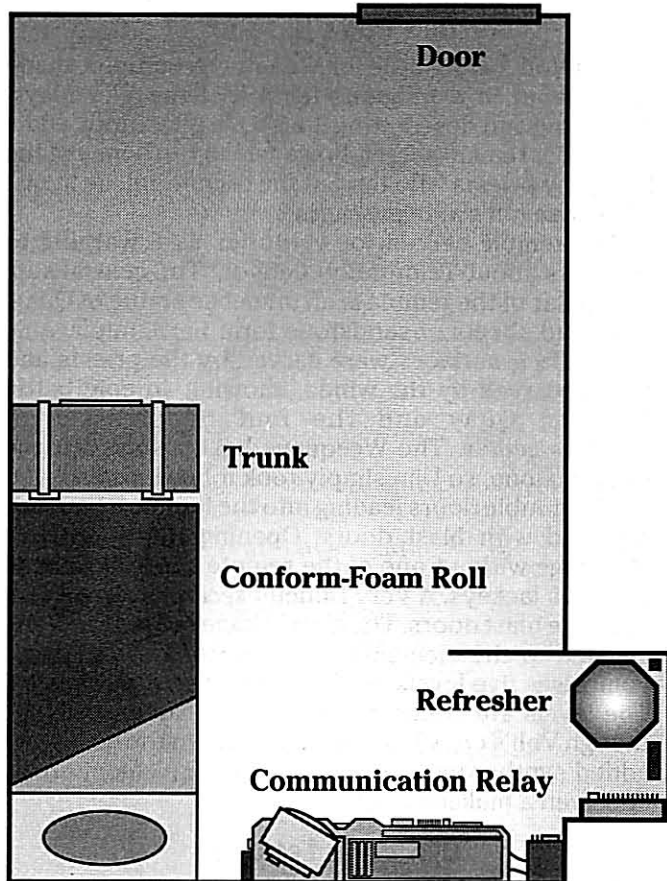 Door
Trunk
Conform-Foam Roll
Refresher
Communication Relay